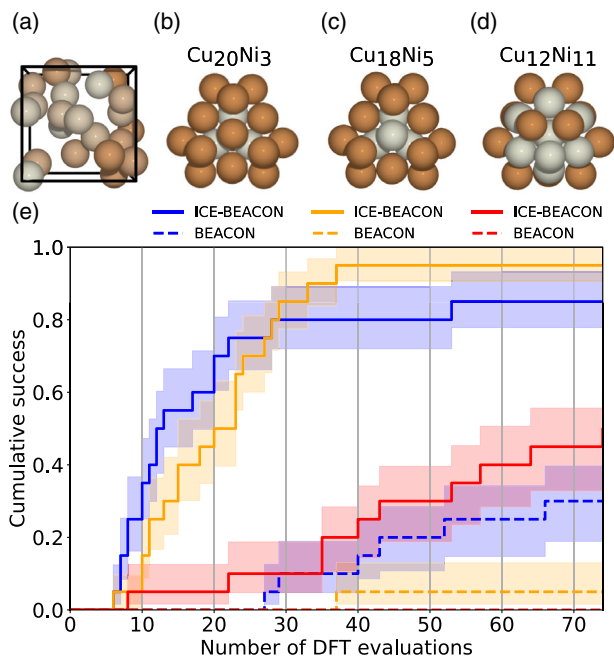 (a) (b) (c) (d)
Cu20Ni3 Cu18Ni5 Cu12Ni11
(e) ICE-BEACON ICE-BEACON ICE-BEACON
BEACON BEACON BEACON
1.0
0.8
0.6
0.4
0.2
0.0
Cumulative success
0 10 20 30 40 50 60 70
Number of DFT evaluations